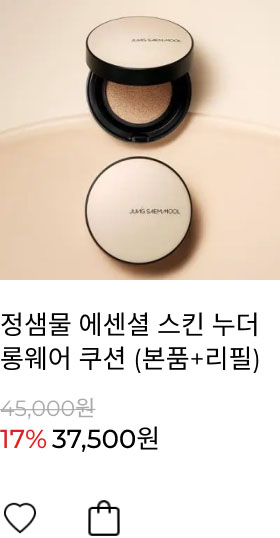 JUNG SAEM MOOL
JUNG SAEM MOOL
정샘물 에센셜 스킨 누더
롱웨어 쿠션 (본품+리필)
45,000원
17% 37,500원